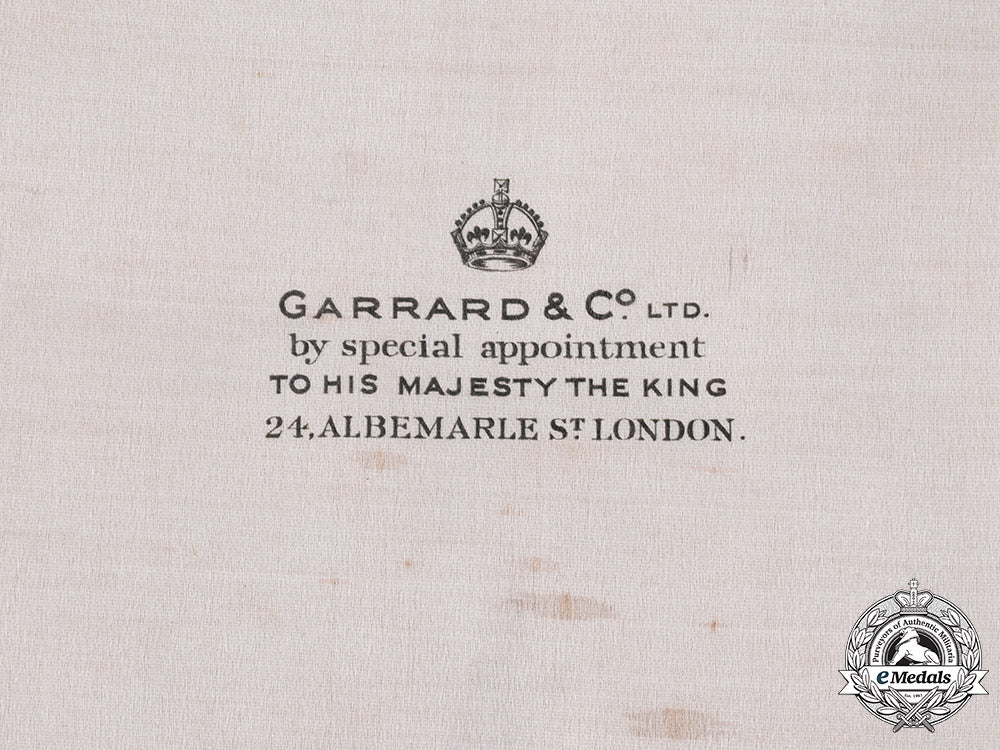 GARRARD & Cº. LTD.
by special appointment
TO HIS MAJESTY THE KING
24, ALBEMARLE ST LONDON.
Purveyors of Authentic Militaria
eMedals